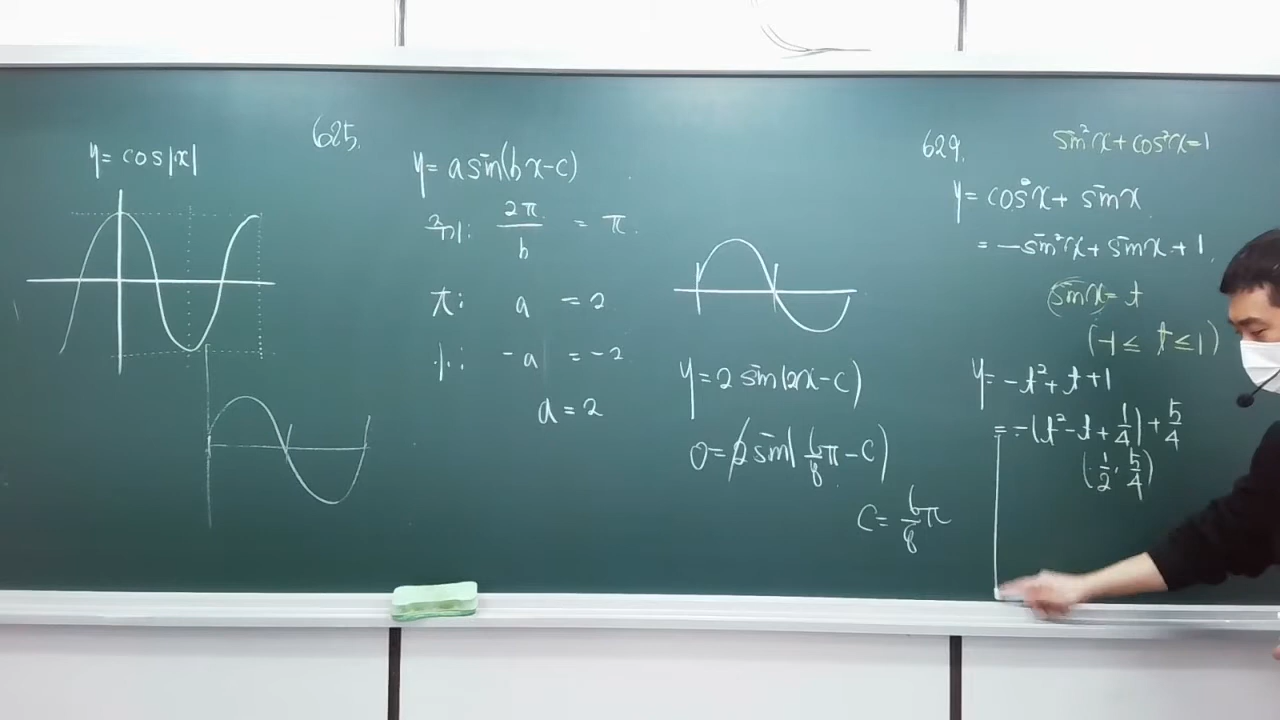 y = cos|x|
625.
y = a sin(bx-c)
주기: 2π/b = π
a = 2
-a = -2
a = 2
y = 2 sin(2x-c)
0 = 2 sin(6/8 π - c)
c = 6/8 π
629.
sin²x + cos²x = 1
y = cos²x + sin x
= -sin²x + sin x + 1
sin x = t
(-1 ≤ t ≤ 1)
y = -t² + t + 1
= -(t² - t + 1/4) + 5/4
(1/2, 5/4)